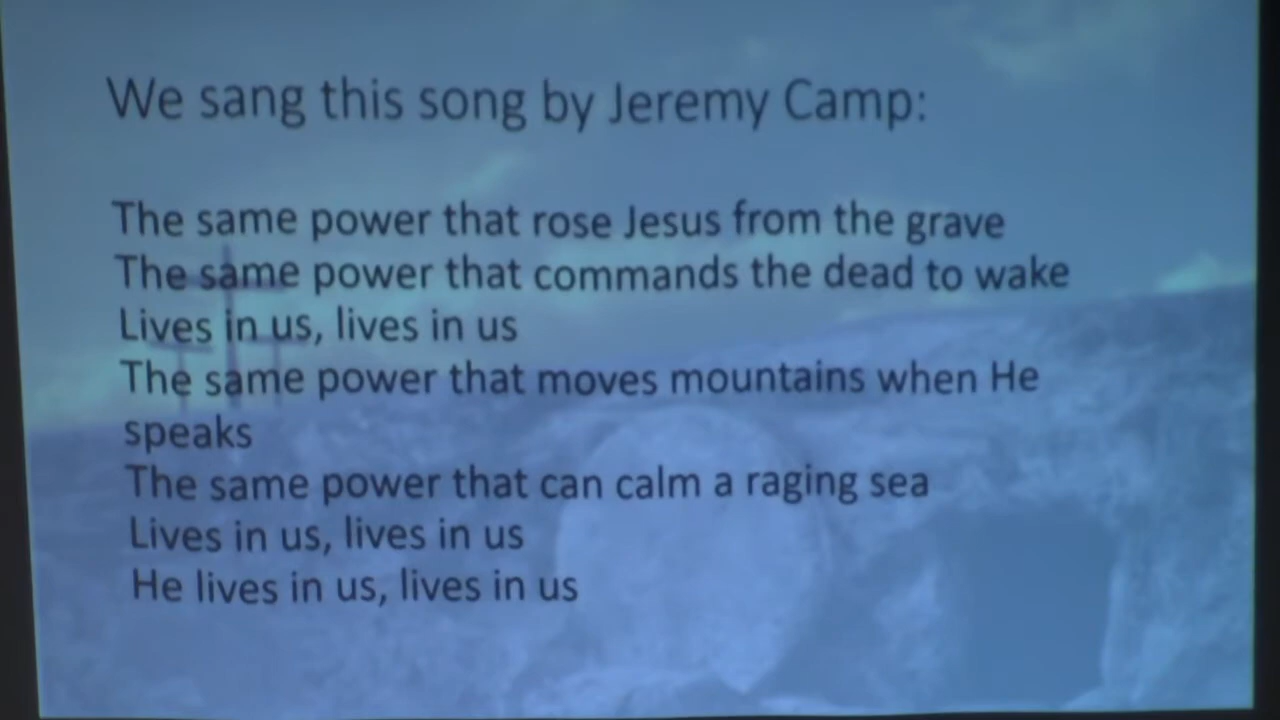 We sang this song by Jeremy Camp:
The same power that rose Jesus from the grave
The same power that commands the dead to wake
Lives in us, lives in us
The same power that moves mountains when He
speaks
The same power that can calm a raging sea
Lives in us, lives in us
He lives in us, lives in us